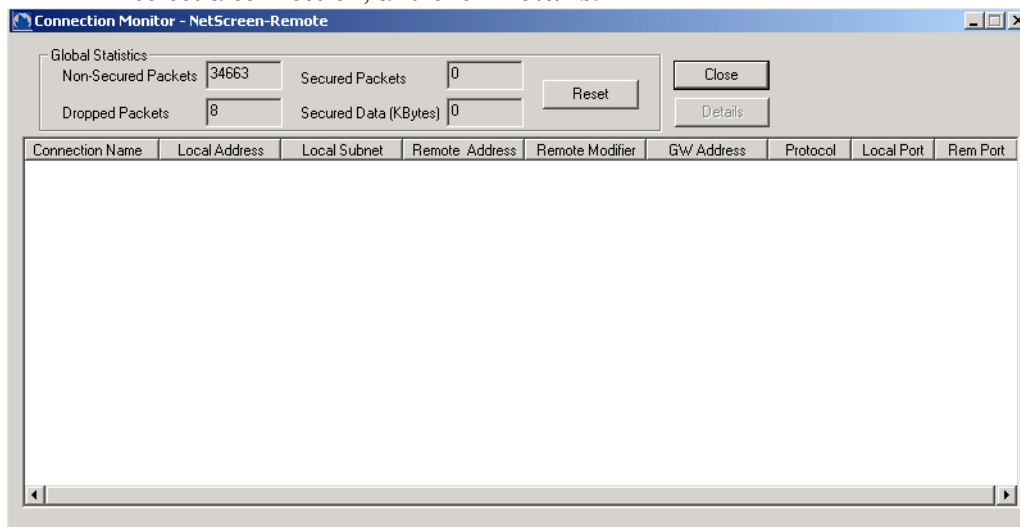 Connection Monitor - NetScreen-Remote
Global Statistics
Non-Secured Packets 34663 Secured Packets 0
Dropped Packets 8 Secured Data (KBytes) 0
Reset
Close
Details
Connection Name Local Address Local Subnet Remote Address Remote Modifier GW Address Protocol Local Port Rem Port